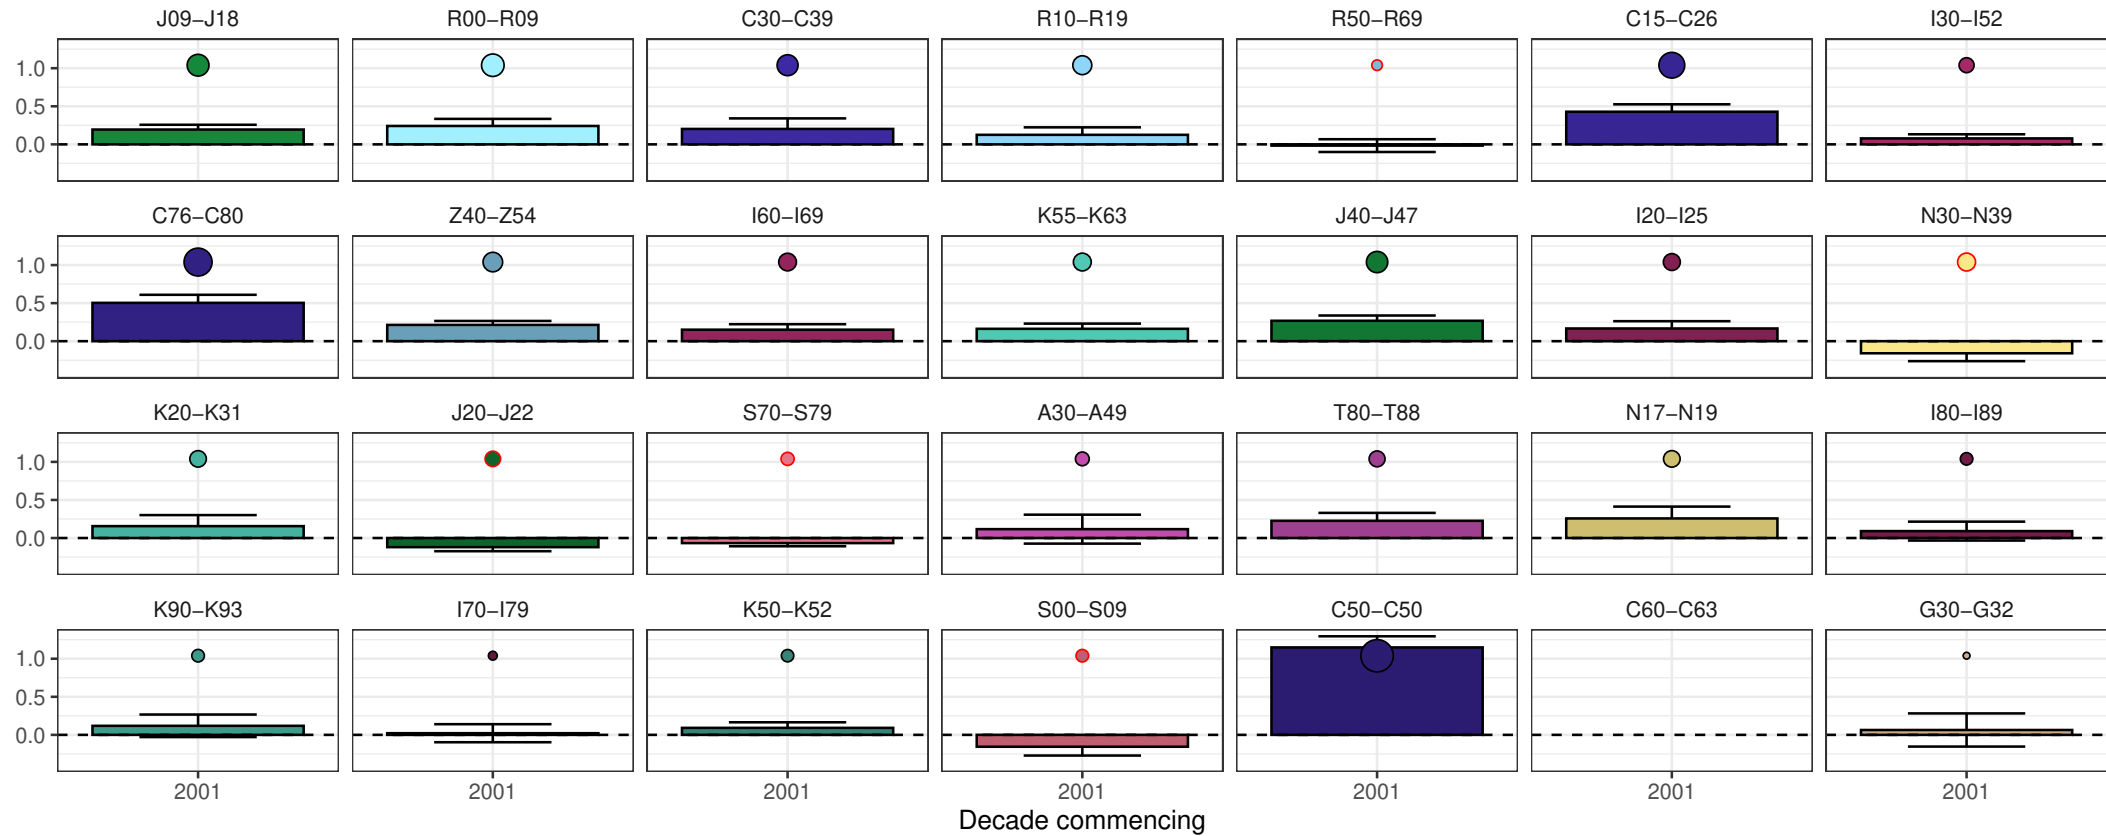 J09–J18 R00–R09 C30–C39 R10–R19 R50–R69 C15–C26 I30–I52
1.0
0.5
0.0
C76–C80 Z40–Z54 I60–I69 K55–K63 J40–J47 I20–I25 N30–N39
1.0
0.5
0.0
K20–K31 J20–J22 S70–S79 A30–A49 T80–T88 N17–N19 I80–I89
1.0
0.5
0.0
K90–K93 I70–I79 K50–K52 S00–S09 C50–C50 C60–C63 G30–G32
1.0
0.5
0.0
2001 2001 2001 2001 2001 2001 2001
Decade commencing